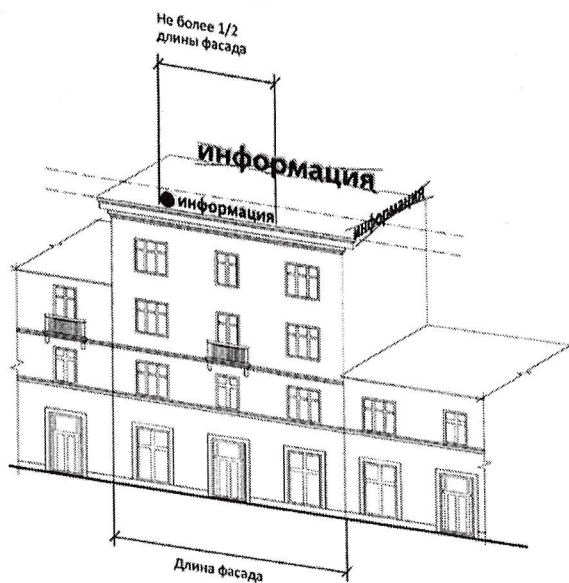 Не более 1/2
длины фасада
информация
информация
информация
Длина фасада